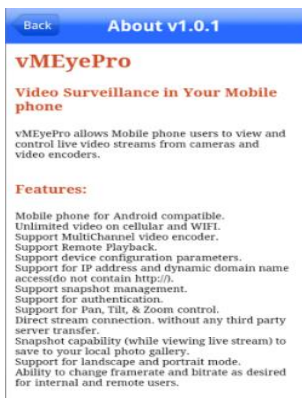 Back
About v1.0.1
vMEyePro
Video Surveillance in Your Mobile
phone
vMEyePro allows Mobile phone users to view and
control live video streams from cameras and
video encoders.
Features:
Mobile phone for Android compatible.
Unlimited video on cellular and WIFI.
Support MultiChannel video encoder.
Support Remote Playback.
Support device configuration parameters.
Support for IP address and dynamic domain name
access(do not contain http://).
Support snapshot management.
Support for authentication.
Support for Pan, Tilt, & Zoom control.
Direct stream connection. without any third party
server transfer.
Snapshot capability (while viewing live stream) to
save to your local photo gallery.
Support for landscape and portrait mode.
Ability to change framerate and bitrate as desired
for internal and remote users.